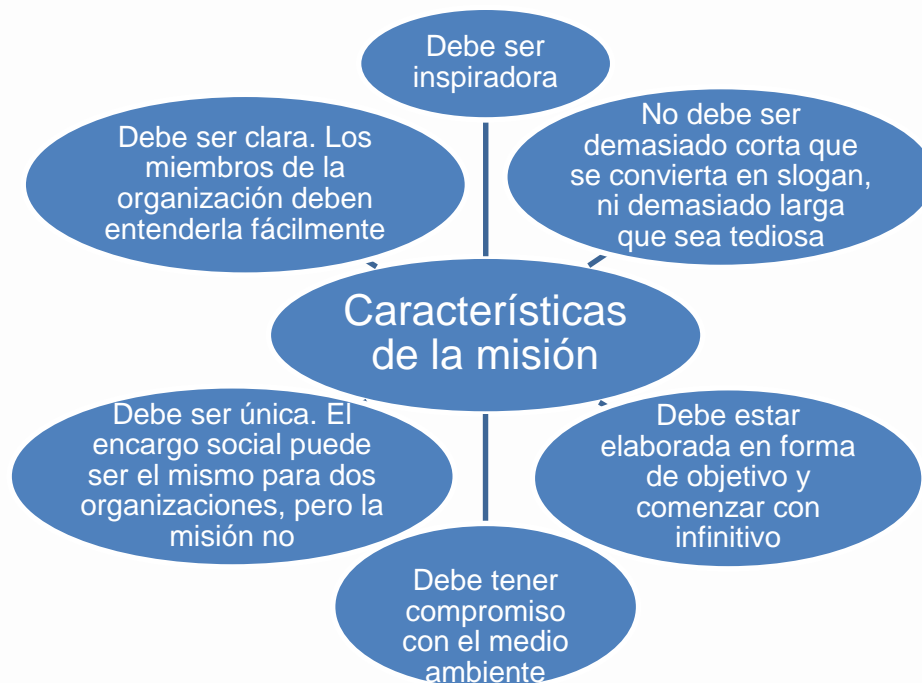 Debe ser
inspiradora
Debe ser clara. Los
miembros de la
organización deben
entenderla fácilmente
No debe ser
demasiado corta que
se convierta en slogan,
ni demasiado larga
que sea tediosa
Características
de la misión
Debe ser única. El
encargo social puede
ser el mismo para dos
organizaciones, pero la
misión no
Debe estar
elaborada en forma
de objetivo y
comenzar con
infinitivo
Debe tener
compromiso
con el medio
ambiente